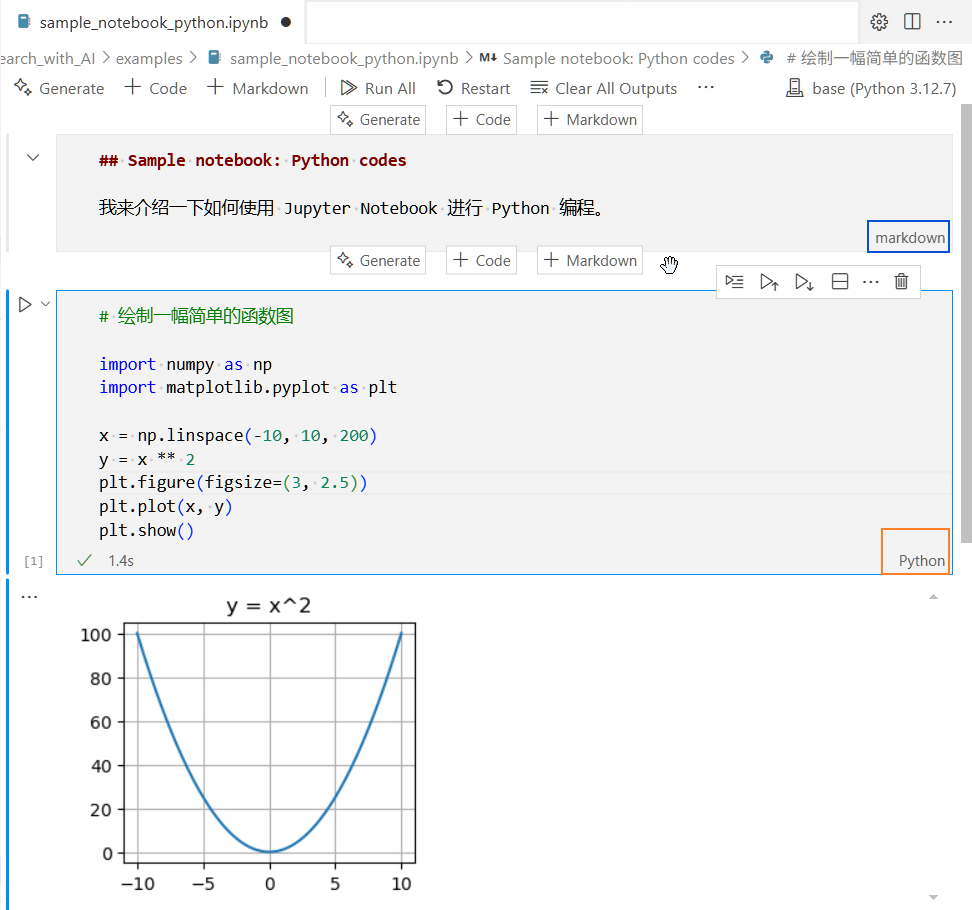 sample_notebook_python.ipynb
earch_with_AI > examples > sample_notebook_python.ipynb > M↓ Sample notebook: Python codes > # 绘制一幅简单的函数图
Generate + Code + Markdown Run All Restart Clear All Outputs ... base (Python 3.12.7)
Generate + Code + Markdown
## Sample notebook: Python codes
我来介绍一下如何使用 Jupyter Notebook 进行 Python 编程。
markdown
Generate + Code + Markdown
# 绘制一幅简单的函数图
import numpy as np
import matplotlib.pyplot as plt
x = np.linspace(-10, 10, 200)
y = x ** 2
plt.figure(figsize=(3, 2.5))
plt.plot(x, y)
plt.show()
[1] ✓ 1.4s Python
...
y = x^2
100
80
60
40
20
0
−10 −5 0 5 10